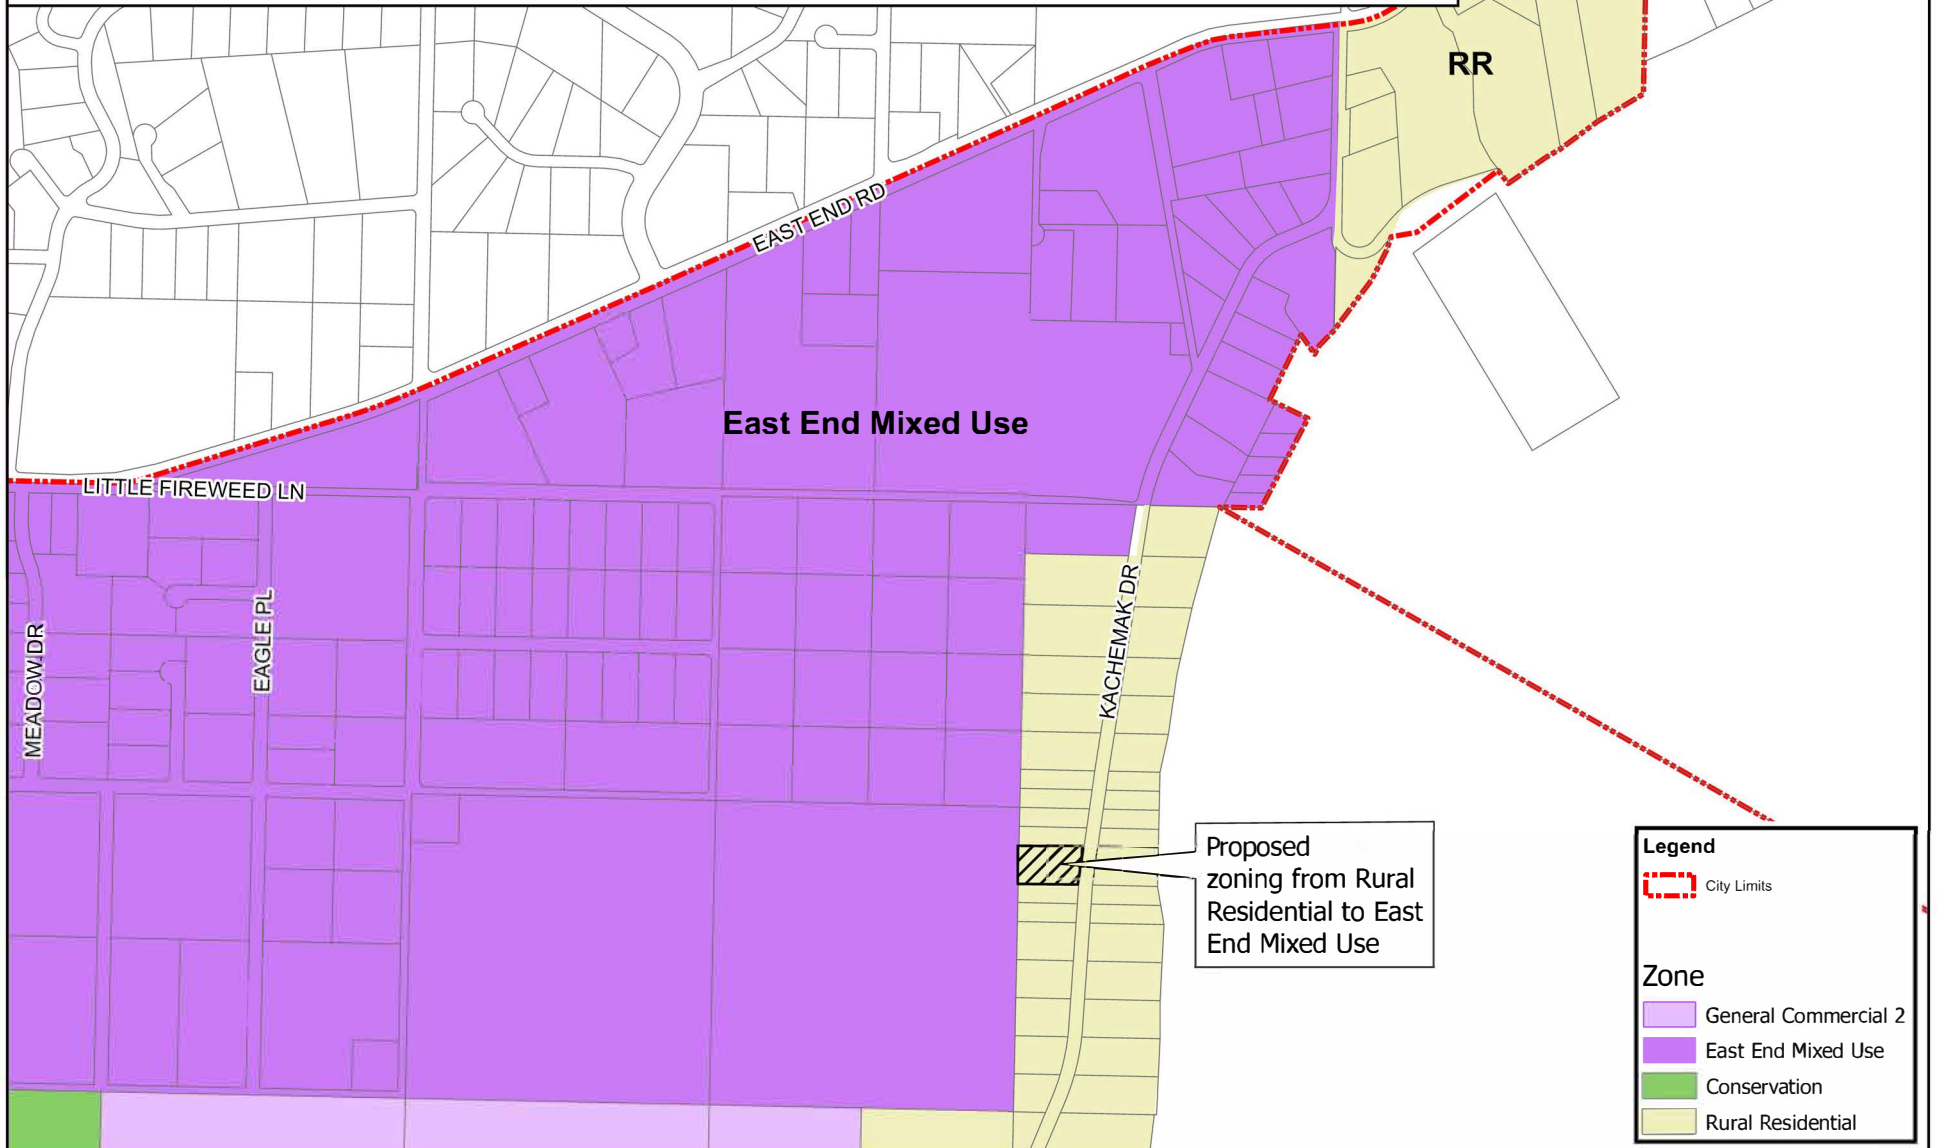 RR
EAST END RD
East End Mixed Use
LITTLE FIREWEED LN
MEADOW DR
EAGLE PL
KACHEMAK DR
Proposed
zoning from Rural
Residential to East
End Mixed Use
Legend
City Limits
Zone
General Commercial 2
East End Mixed Use
Conservation
Rural Residential